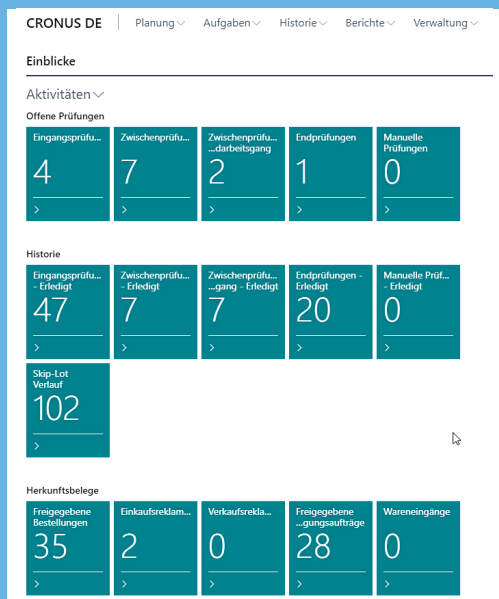 CRONUS DE Planung Aufgaben Historie Berichte Verwaltung
Einblicke
Aktivitäten
Offene Prüfungen
Eingangsprüfu...
4
Zwischenprüfu...
7
Zwischenprüfu...
...darbeitsgang
2
Endprüfungen
1
Manuelle
Prüfungen
0
Historie
Eingangsprüfu...
- Erledigt
47
Zwischenprüfu...
- Erledigt
7
Zwischenprüfu...
...gang - Erledigt
7
Endprüfungen -
Erledigt
20
Manuelle Prüf...
- Erledigt
0
Skip-Lot
Verlauf
102
Herkunftsbelege
Freigegebene
Bestellungen
35
Einkaufsreklam...
2
Verkaufsrekla...
0
Freigegebene
...gungsaufträge
28
Wareneingänge
0